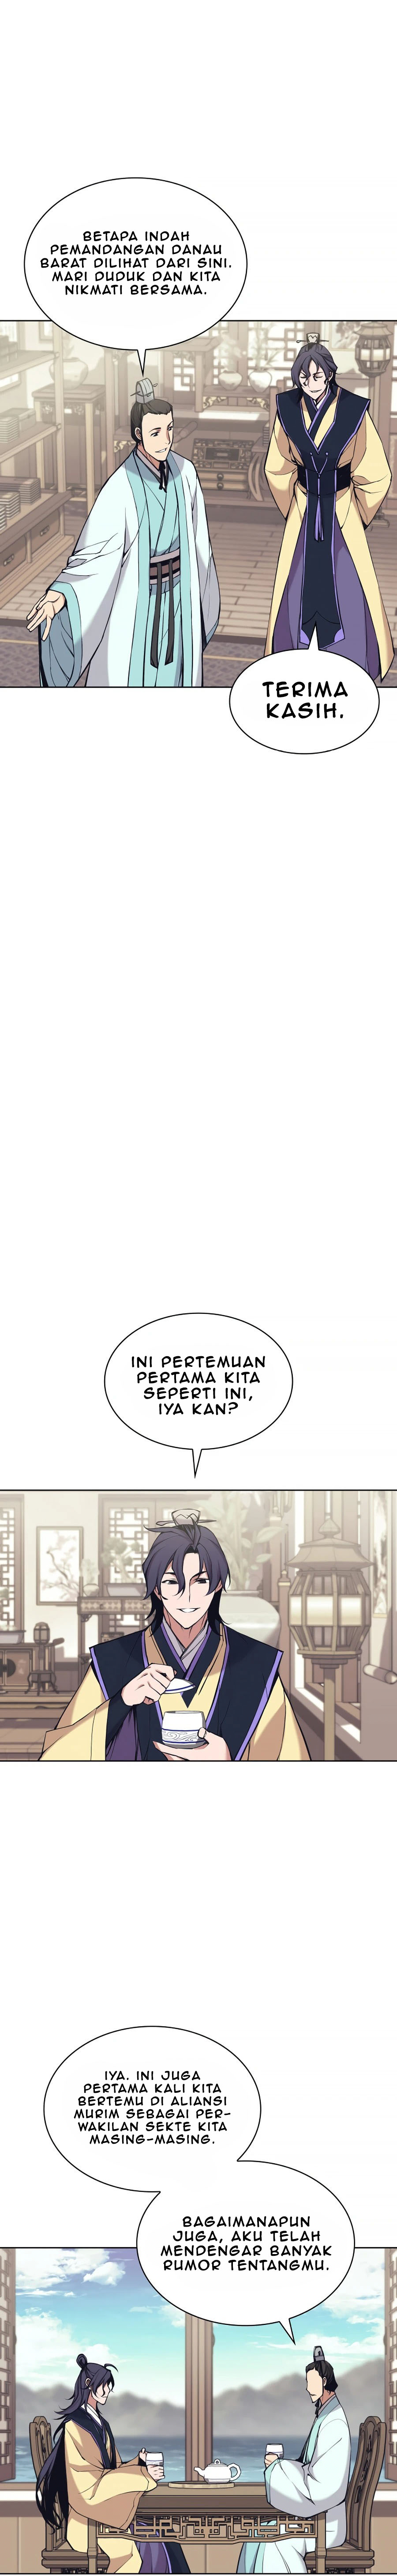 BETAPA INDAH
PEMANDANGAN DANAU
BARAT DILIHAT DARI SINI.
MARI DUDUK DAN KITA
NIKMATI BERSAMA.
TERIMA
KASIH.
INI PERTEMUAN
PERTAMA KITA
SEPERTI INI,
IYA KAN?
IYA. INI JUGA
PERTAMA KALI KITA
BERTEMU DI ALIANSI
MURIM SEBAGAI PER-
WAKILAN SEKTE KITA
MASING-MASING.
BAGAIMANAPUN
JUGA, AKU TELAH
MENDENGAR BANYAK
RUMOR TENTANGMU.